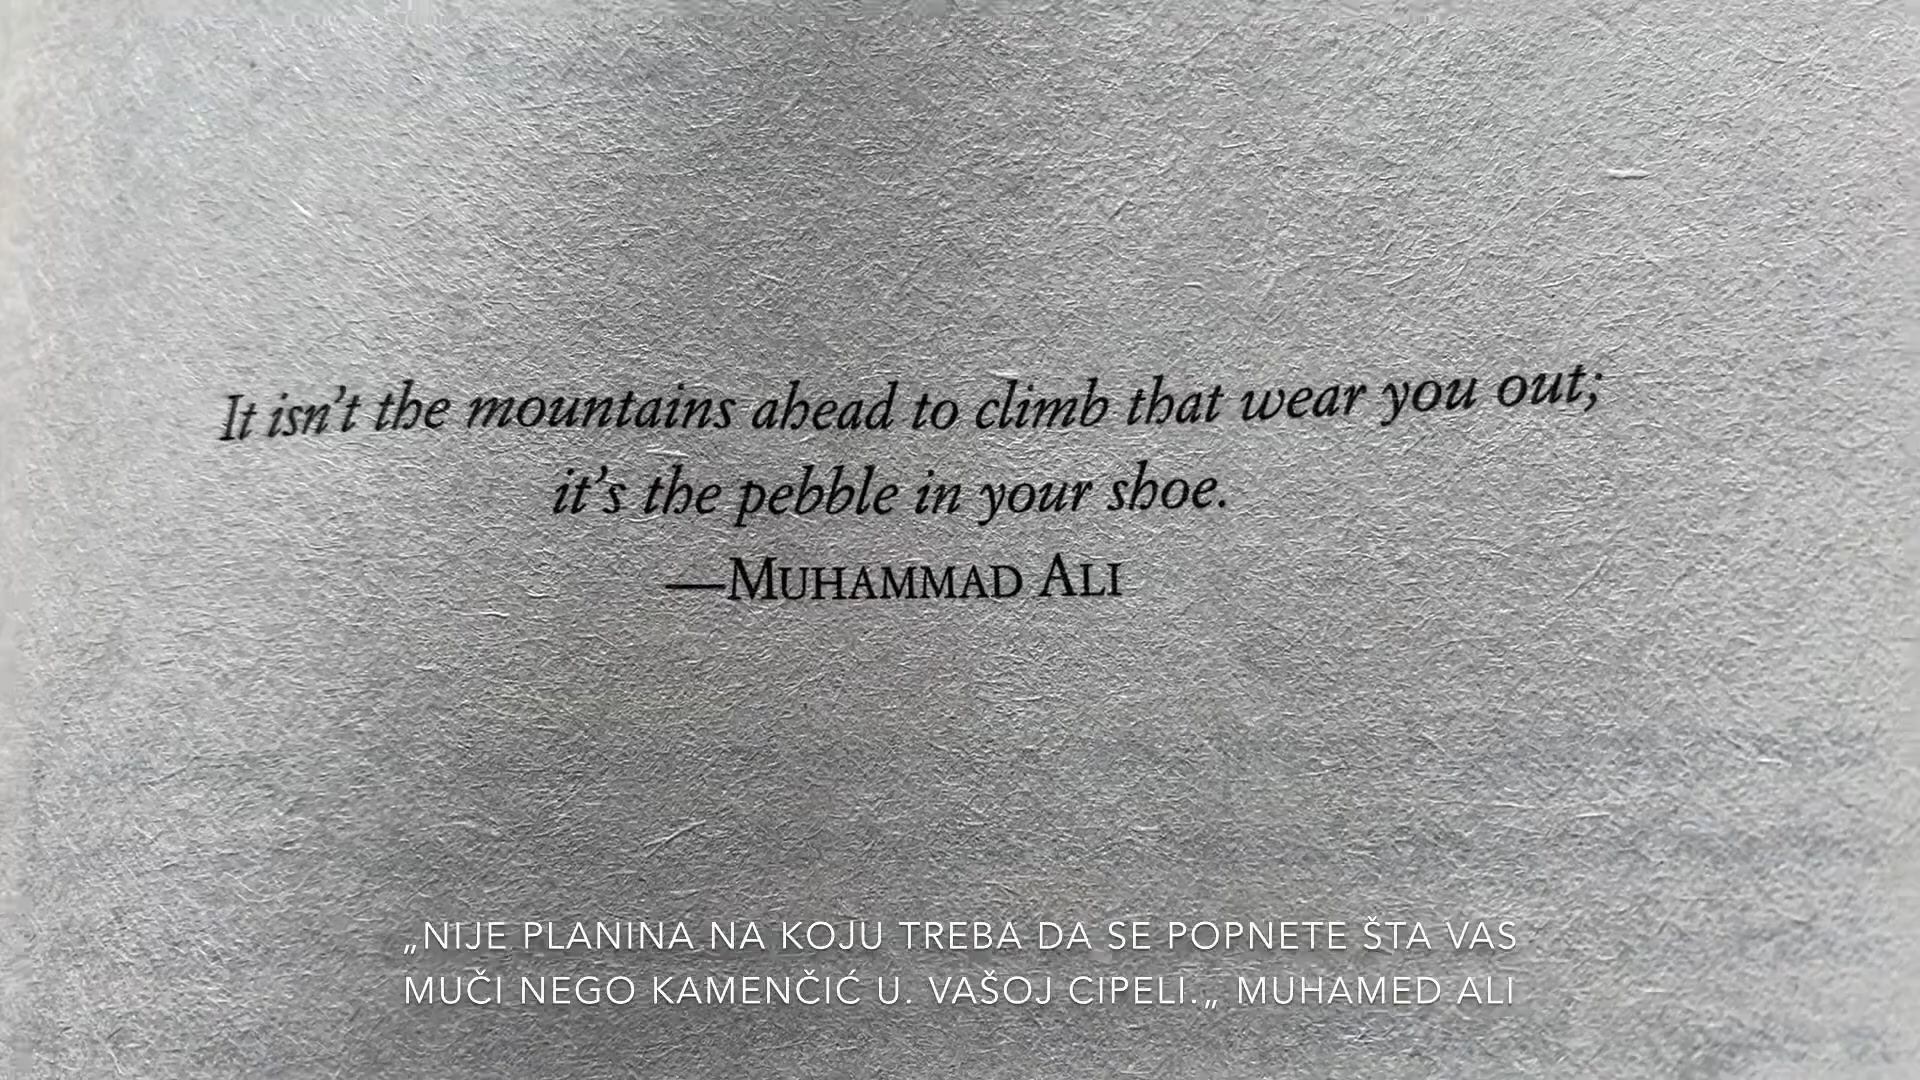 It isn't the mountains ahead to climb that wear you out;
it's the pebble in your shoe.
—MUHAMMAD ALI
„NIJE PLANINA NA KOJU TREBA DA SE POPNETE ŠTA VAS
MUČI NEGO KAMENČIĆ U. VAŠOJ CIPELI.„ MUHAMED ALI